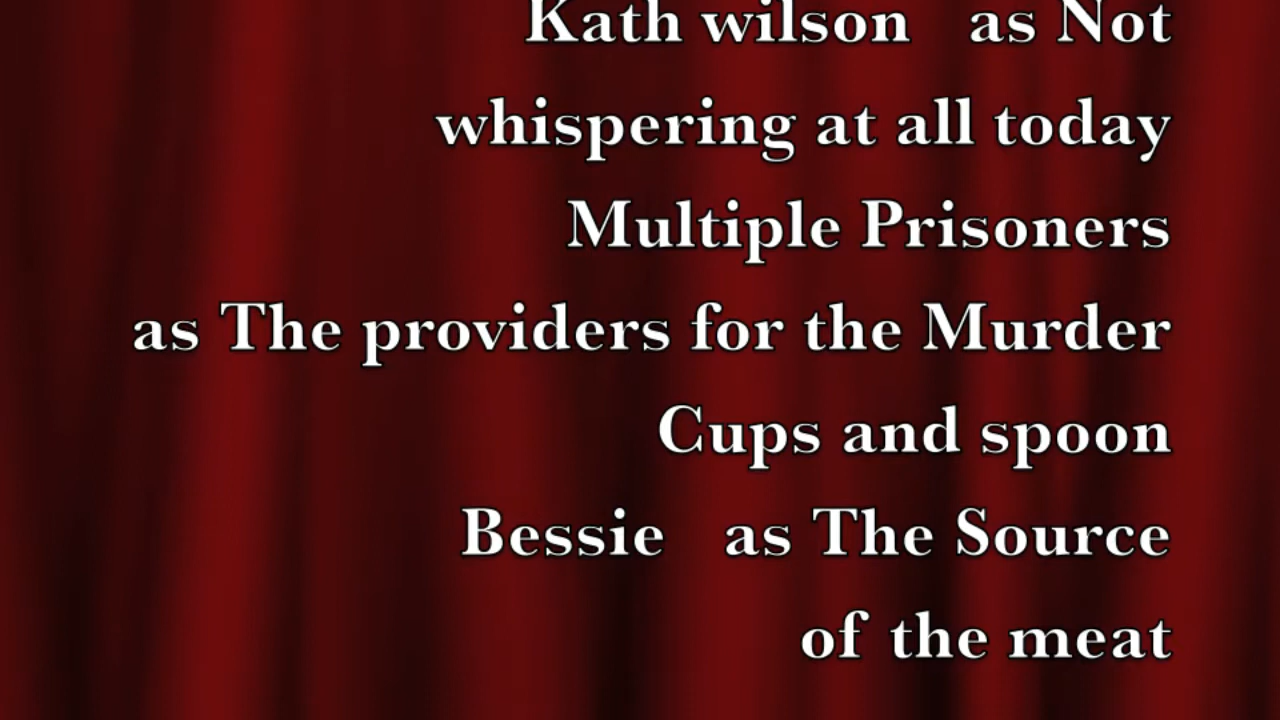 Kath wilson as Not
whispering at all today
Multiple Prisoners
as The providers for the Murder
Cups and spoon
Bessie as The Source
of the meat